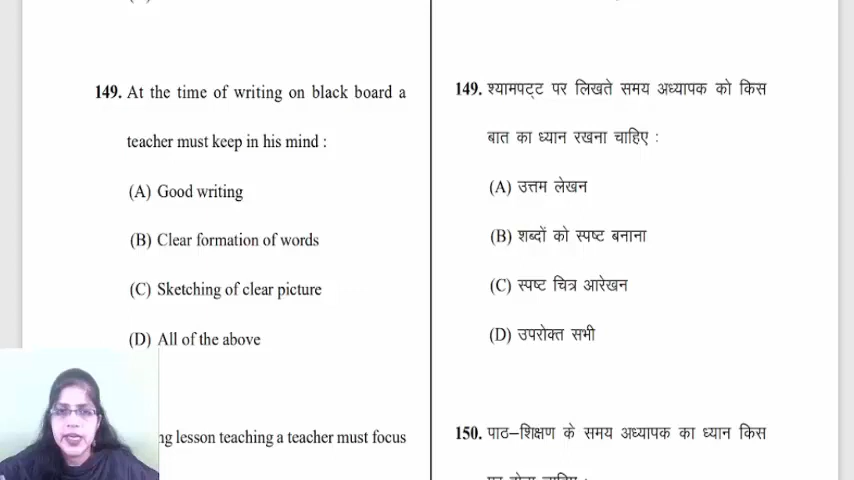 149. At the time of writing on black board a
teacher must keep in his mind :
(A) Good writing
(B) Clear formation of words
(C) Sketching of clear picture
(D) All of the above
lesson teaching a teacher must focus
149. श्यामपट्ट पर लिखते समय अध्यापक को किस
बात का ध्यान रखना चाहिए :
(A) उत्तम लेखन
(B) शब्दों को स्पष्ट बनाना
(C) स्पष्ट चित्र आरेखन
(D) उपरोक्त सभी
150. पाठ–शिक्षण के समय अध्यापक का ध्यान किस